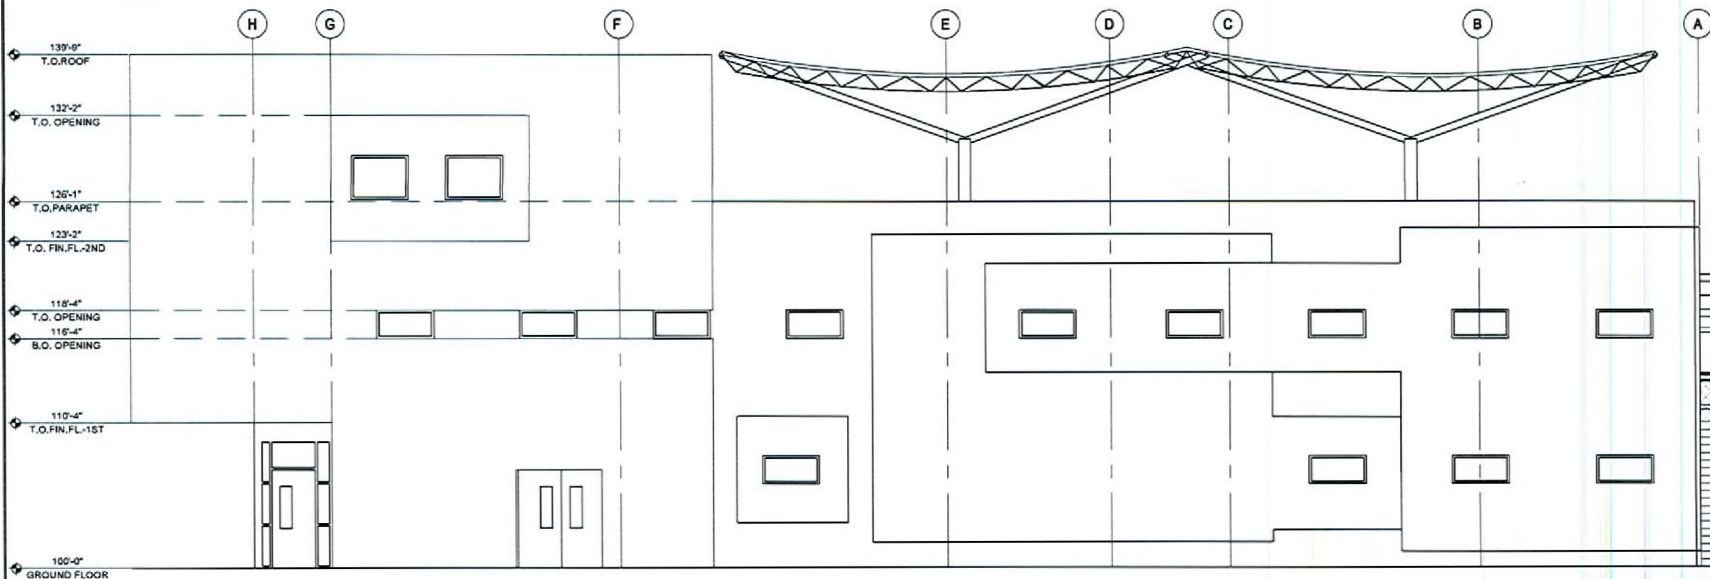 H G F E D C B A
139'-9"
T.O.ROOF
132'-2"
T.O. OPENING
126'-1"
T.O.PARAPET
123'-2"
T.O. FIN.FL.-2ND
118'-4"
T.O. OPENING
116'-4"
B.O. OPENING
110'-4"
T.O.FIN.FL.-1ST
100'-0"
GROUND FLOOR